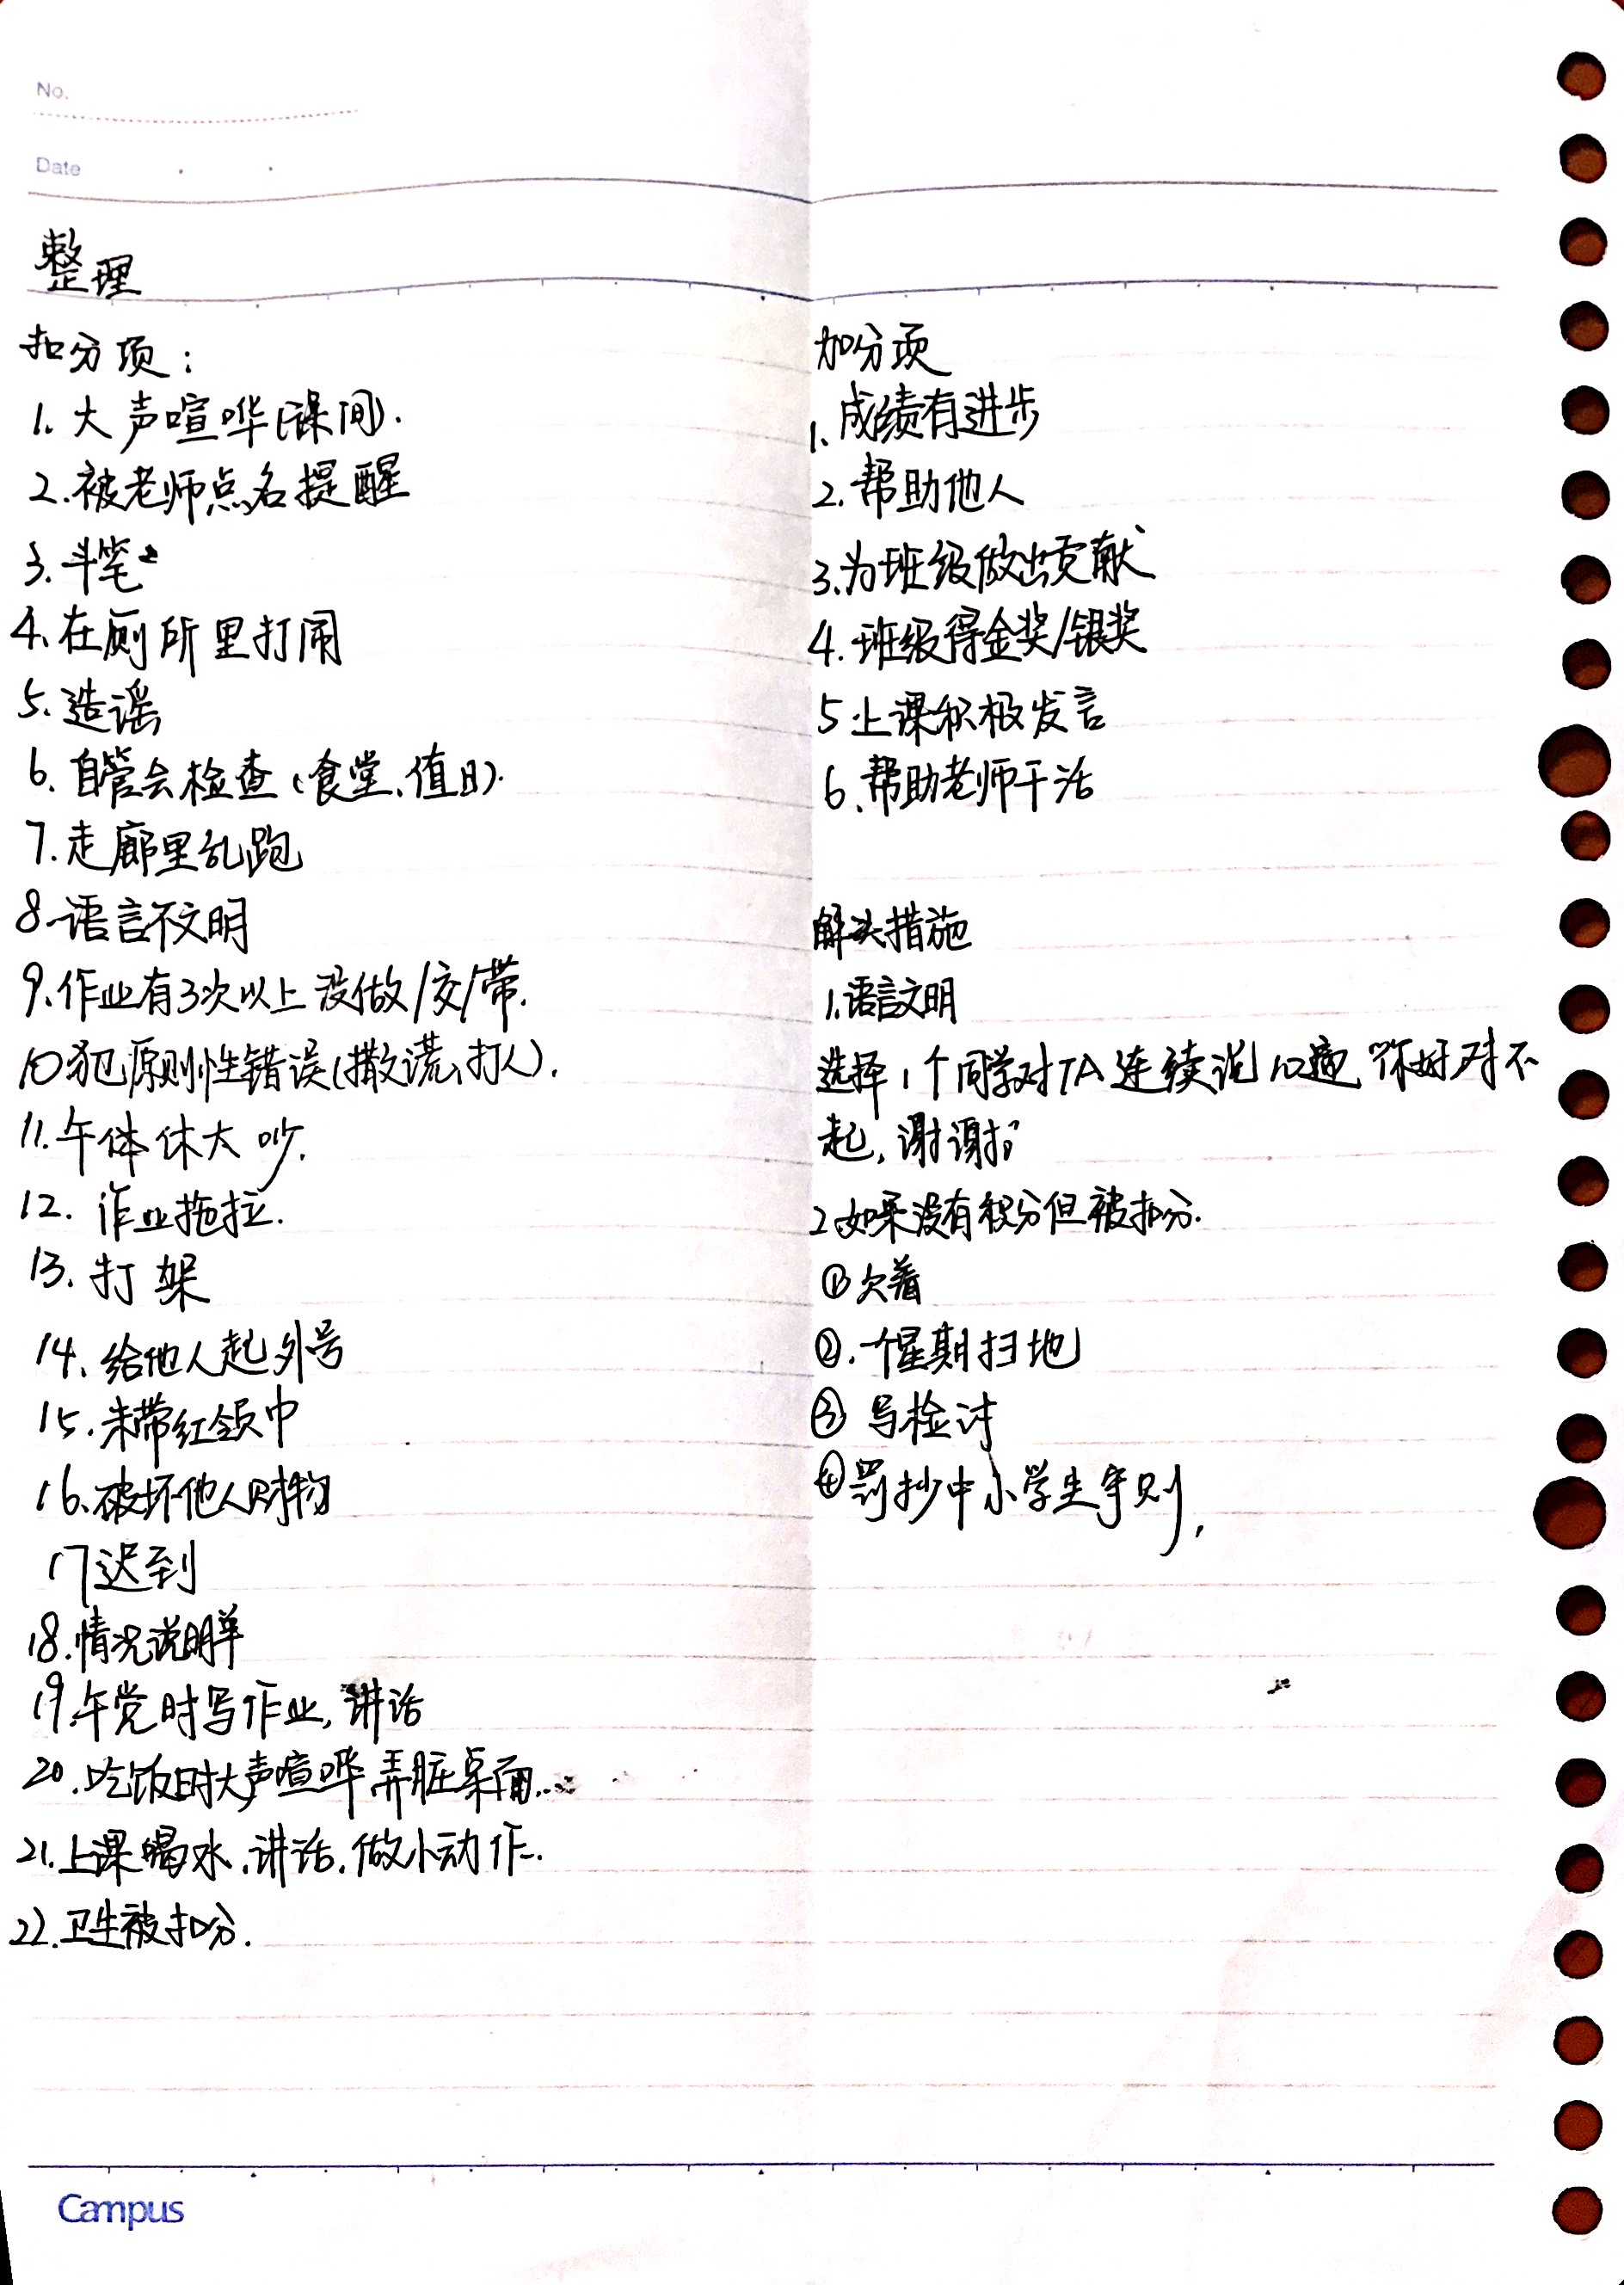 No.
Date
整理
扣分项：
1. 大声喧哗(课间).
2.被老师点名提醒
3.斗笔
4、在厕所里打闹
5.造谣
6.自管会检查(食堂、值日).
7.走廊里乱跑
8.语言不文明
9.作业有3次以上没做/交/带.
10犯原则性错误(撒谎、打人).
11.午体休太吵.
12. 作业拖拉.
13. 打架
14、给他人起外号
15.未带红领巾
16、破坏他人财物
17迟到
18.情况说明单
19.午觉时写作业，讲话
20.吃饭时大声喧哗弄脏桌面...
21.上课喝水.讲话.做小动作.
22.卫生被扣分.
加分项
1、成绩有进步
2.帮助他人
3.为班级做出贡献
4.班级得金奖/银奖
5.上课积极发言
6、帮助老师干活
解决措施
1.语言文明
选择1个同学对TA连续说10遍“你好对不
起，谢谢”
2如果没有积分但被扣分.
①欠着
②.一个星期扫地
③写检讨
④罚抄中小学生守则，
Campus